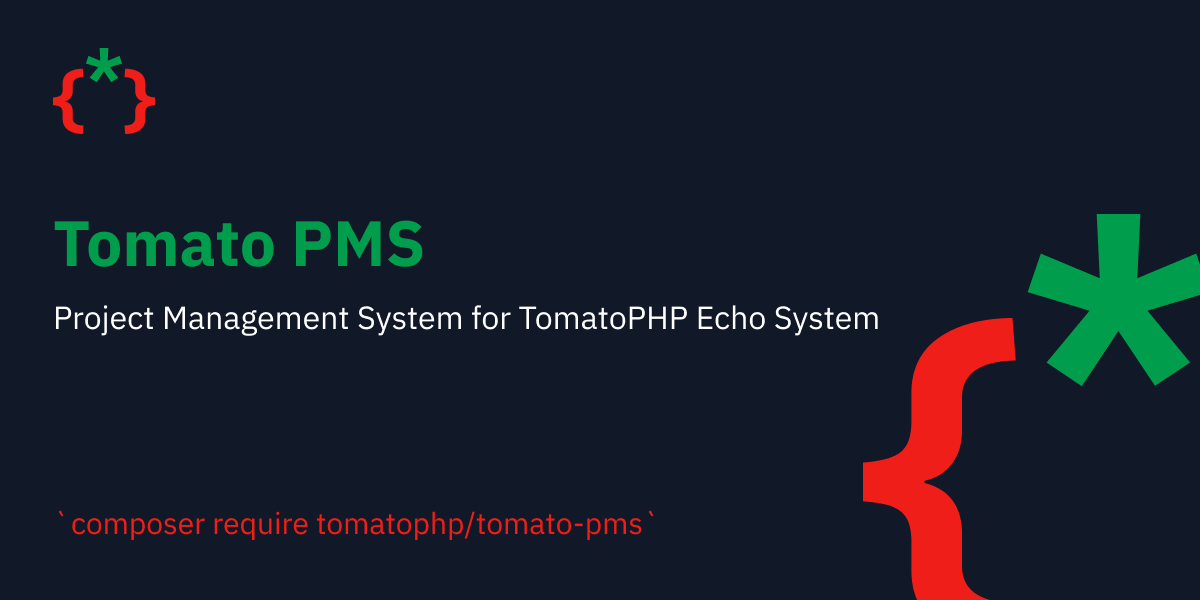 {*}
Tomato PMS
Project Management System for TomatoPHP Echo System
`composer require tomatophp/tomato-pms`